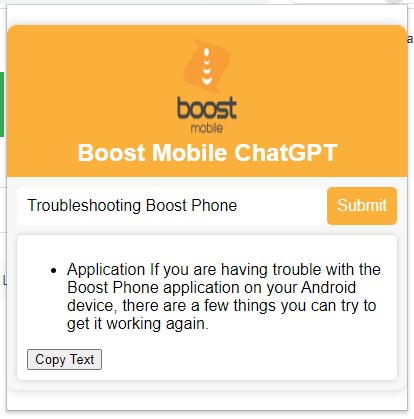 boost
mobile
Boost Mobile ChatGPT
Troubleshooting Boost Phone
Submit
• Application If you are having trouble with the
Boost Phone application on your Android
device, there are a few things you can try to
get it working again.
Copy Text
a
L